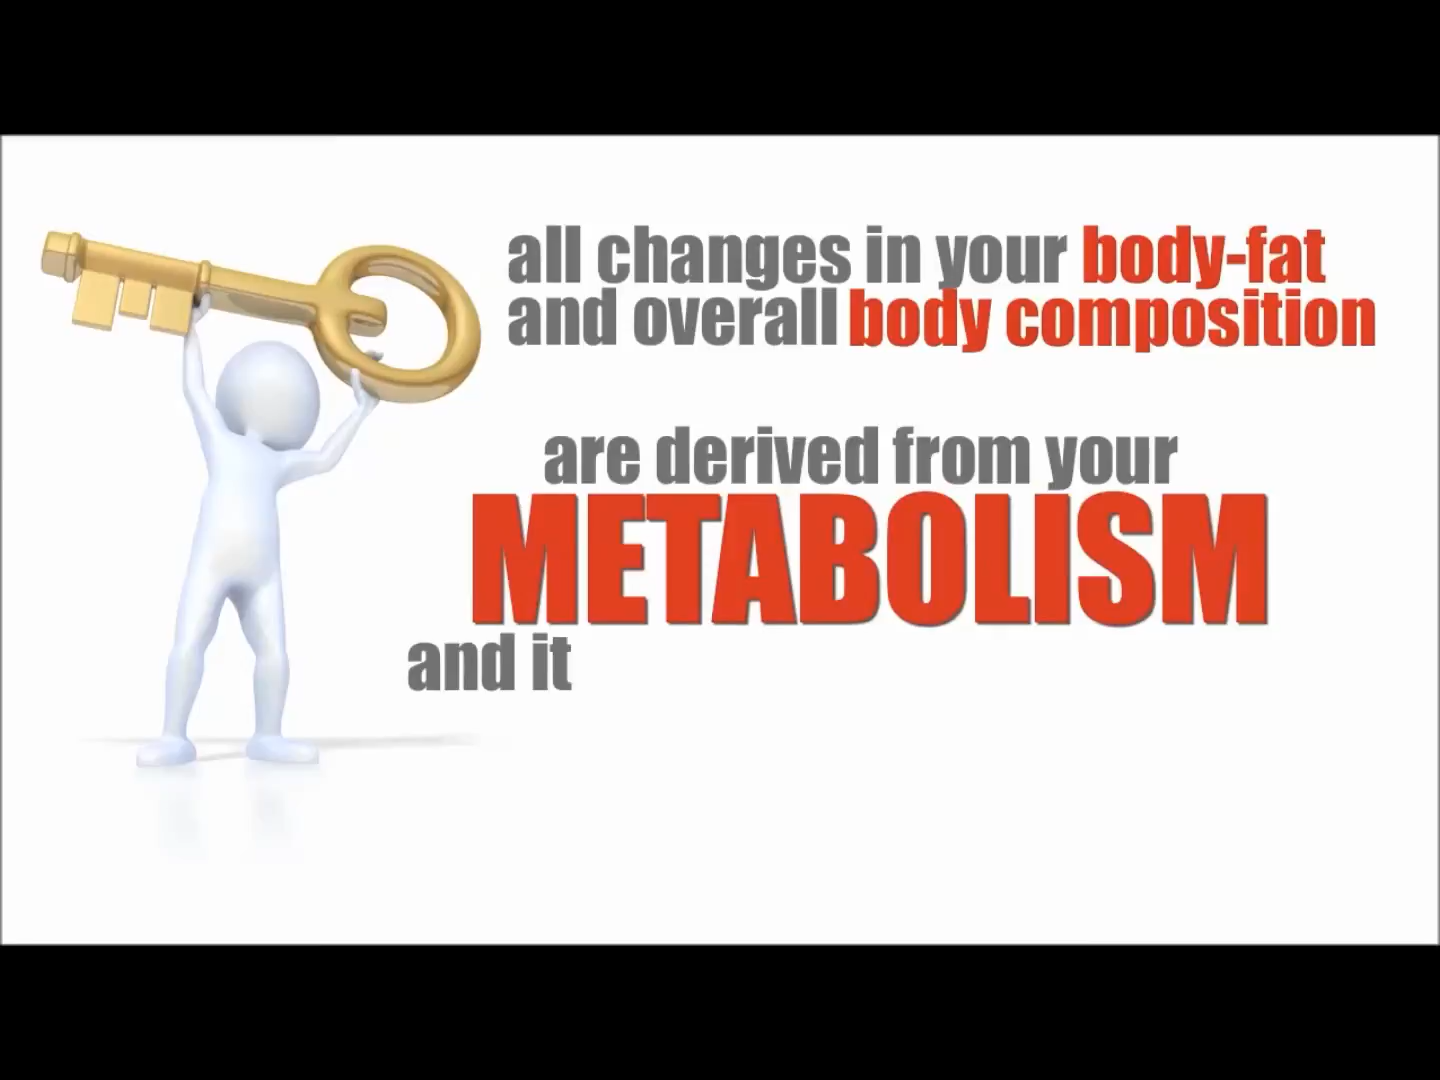 all changes in your body-fat
and overall body composition
are derived from your
METABOLISM
and it